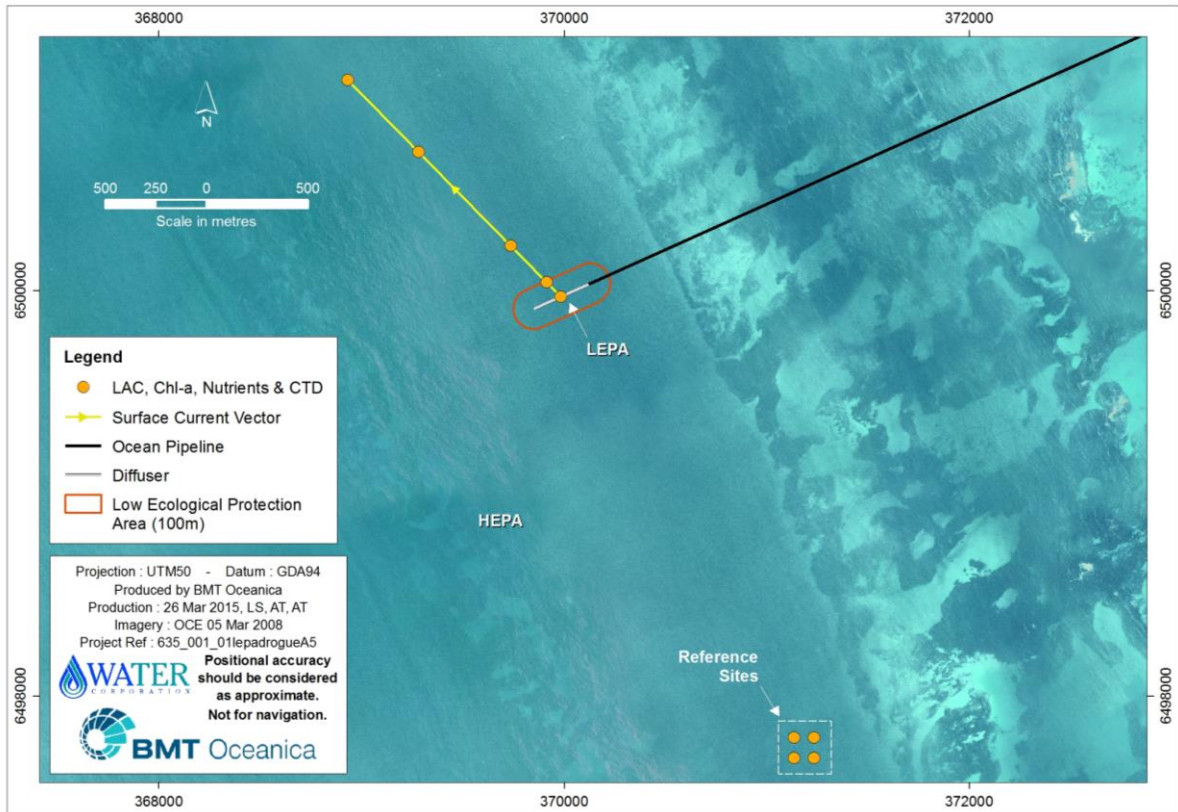 368000
370000
372000
N
500 250 0 500
Scale in metres
6500000
6500000
LEPA
Legend
LAC, Chl-a, Nutrients & CTD
Surface Current Vector
Ocean Pipeline
Diffuser
Low Ecological Protection
Area (100m)
HEPA
Projection : UTM50 - Datum : GDA94
Produced by BMT Oceanica
Production : 26 Mar 2015, LS, AT, AT
Imagery : OCE 05 Mar 2008
Project Ref : 635_001_01lepadrogueA5
WATER
CORPORATION
Positional accuracy
should be considered
as approximate.
Not for navigation.
BMT Oceanica
Reference
Sites
6498000
6498000
368000
370000
372000